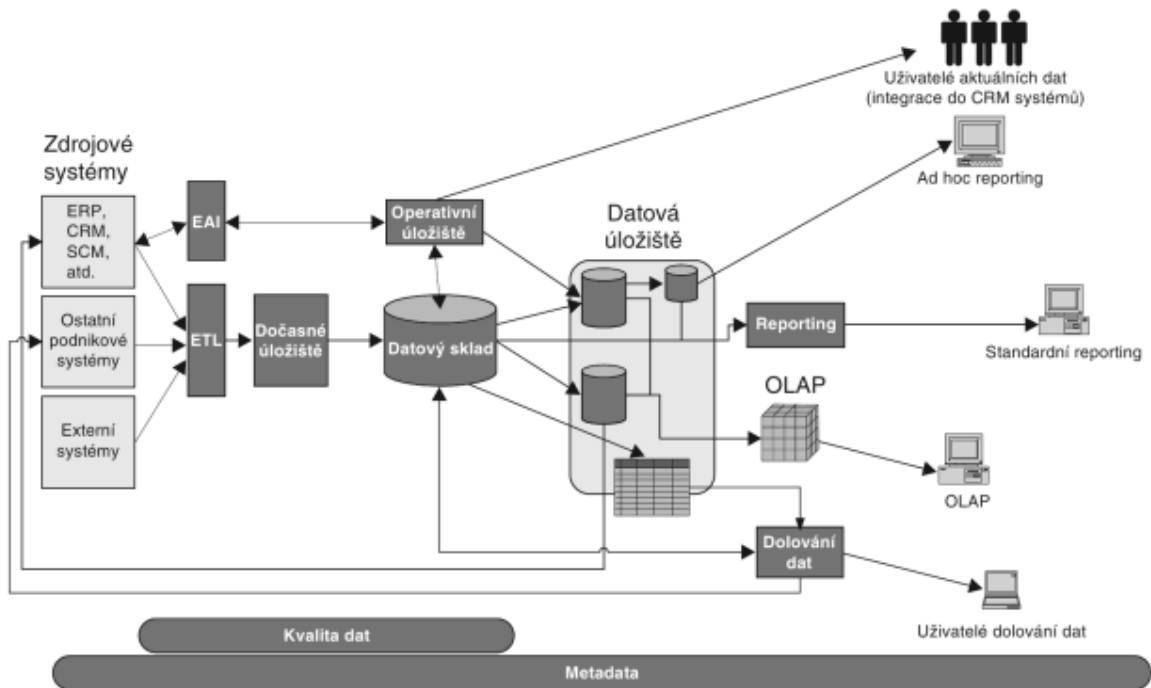 Uživatelé aktuálních dat
(integrace do CRM systémů)
Zdrojové
systémy
Ad hoc reporting
ERP,
CRM,
SCM,
atd.
EAI
Operativní
úložiště
Datová
úložiště
Ostatní
podnikové
systémy
ETL
Dočasné
úložiště
Datový sklad
Reporting
Standardní reporting
OLAP
Externí
systémy
OLAP
Dolování
dat
Uživatelé dolování dat
Kvalita dat
Metadata